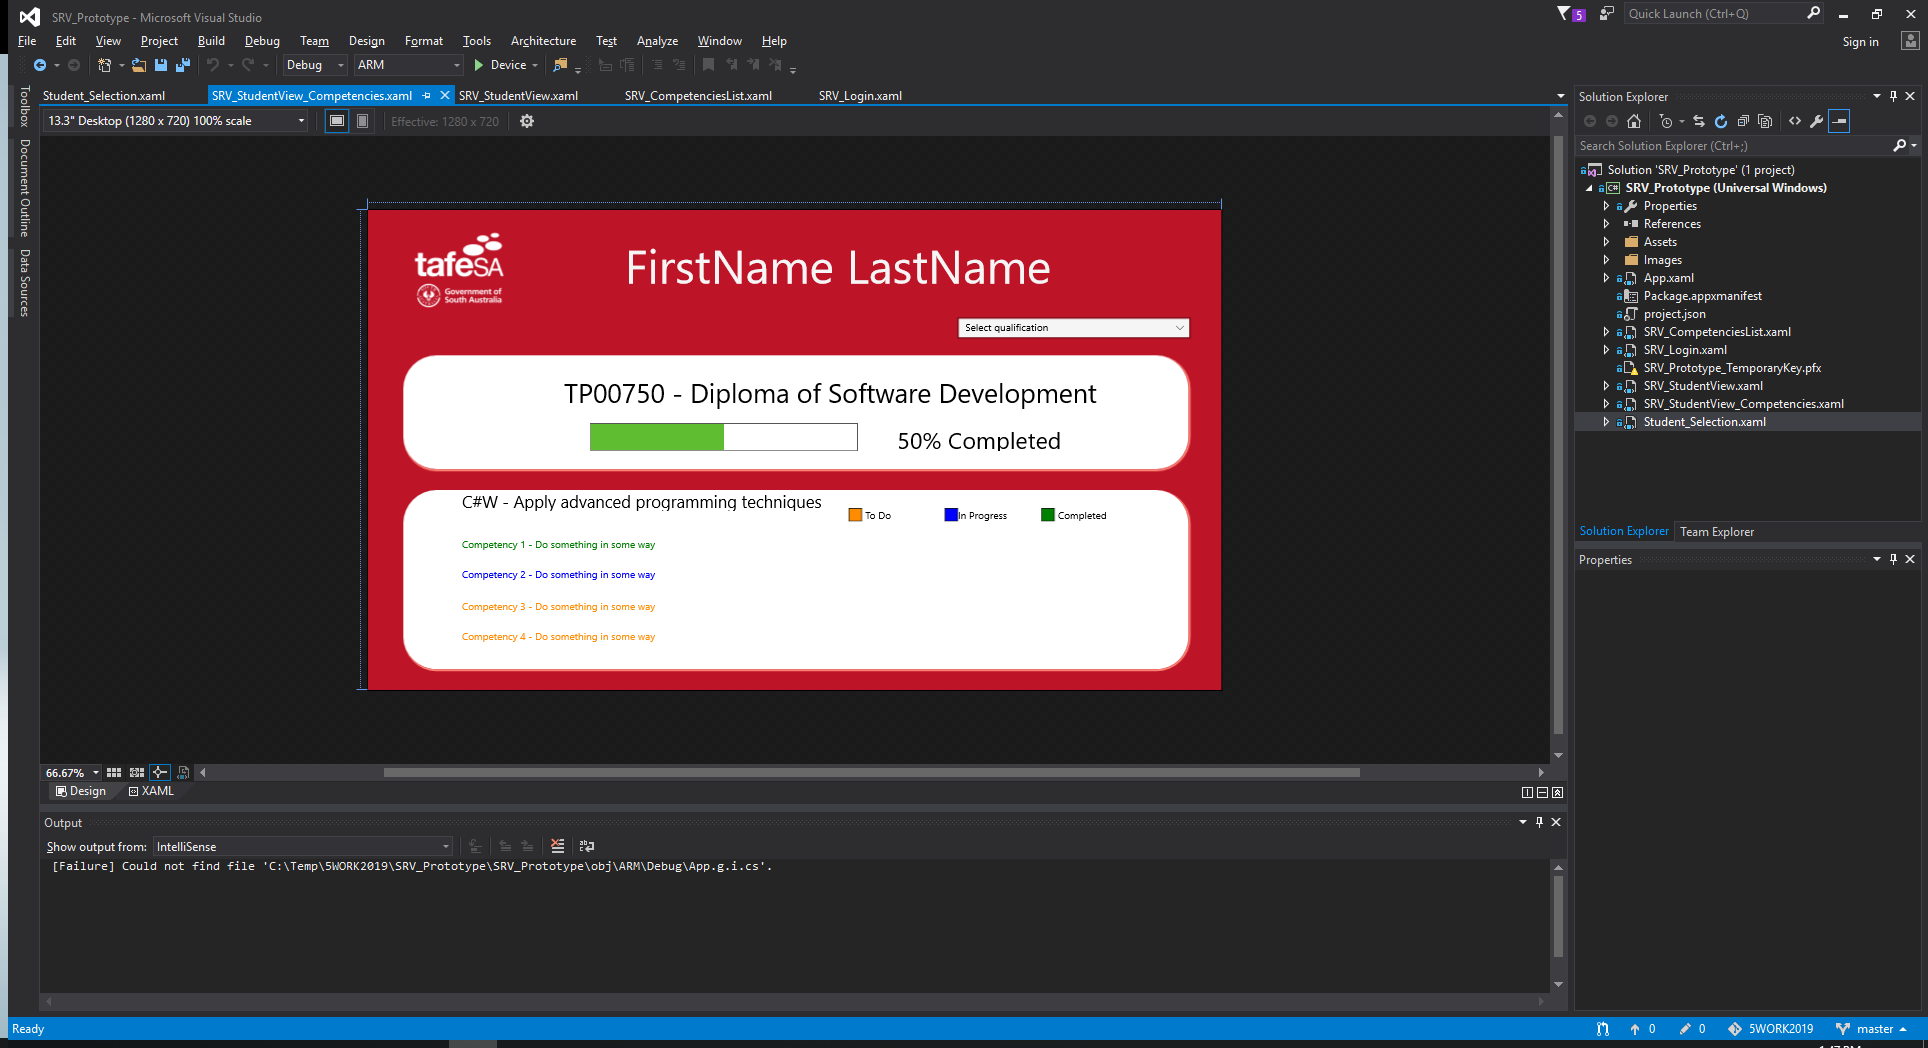 SRV_Prototype - Microsoft Visual Studio
5
Quick Launch (Ctrl+Q)
File Edit View Project Build Debug Team Design Format Tools Architecture Test Analyze Window Help
Sign in
Debug ARM Device
Toolbox
Document Outline
Data Sources
Student_Selection.xaml SRV_StudentView_Competencies.xaml SRV_StudentView.xaml SRV_CompetenciesList.xaml SRV_Login.xaml
13.3" Desktop (1280 x 720) 100% scale Effective: 1280 x 720
tafeSA
Government of
South Australia
FirstName LastName
Select qualification
TP00750 - Diploma of Software Development
50% Completed
C#W - Apply advanced programming techniques
To Do In Progress Completed
Competency 1 - Do something in some way
Competency 2 - Do something in some way
Competency 3 - Do something in some way
Competency 4 - Do something in some way
66.67%
Design XAML
Output
Show output from: IntelliSense
[Failure] Could not find file 'C:\Temp\5WORK2019\SRV_Prototype\SRV_Prototype\obj\ARM\Debug\App.g.i.cs'.
Solution Explorer
Search Solution Explorer (Ctrl+;)
Solution 'SRV_Prototype' (1 project)
C# SRV_Prototype (Universal Windows)
Properties
References
Assets
Images
App.xaml
Package.appxmanifest
project.json
SRV_CompetenciesList.xaml
SRV_Login.xaml
SRV_Prototype_TemporaryKey.pfx
SRV_StudentView.xaml
SRV_StudentView_Competencies.xaml
Student_Selection.xaml
Solution Explorer Team Explorer
Properties
Ready
0 0 5WORK2019 master